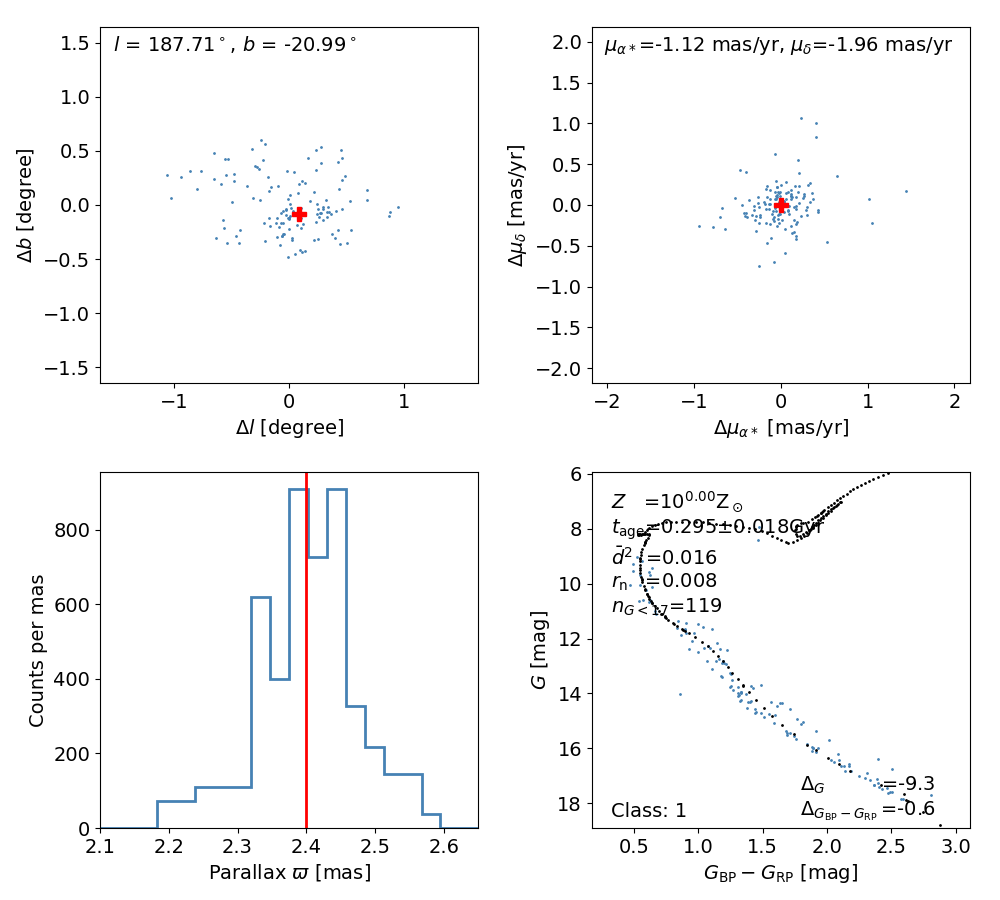 l = 187.71°, b = -20.99°
1.5
1.0
0.5
0.0
−0.5
−1.0
−1.5
Δb [degree]
−1 0 1
Δl [degree]
μα*=-1.12 mas/yr, μδ=-1.96 mas/yr
2.0
1.5
1.0
0.5
0.0
−0.5
−1.0
−1.5
−2.0
Δμδ [mas/yr]
−2 −1 0 1 2
Δμα* [mas/yr]
800
600
400
200
0
Counts per mas
2.1 2.2 2.3 2.4 2.5 2.6
Parallax ϖ [mas]
6
8
10
12
14
16
18
G [mag]
Z =10^0.00 Z⊙
t_age=0.295±0.018Gyr
d̄² =0.016
r_n =0.008
n_G<17=119
Δ_G =-9.3
Δ_GBP−GRP =-0.6
Class: 1
0.5 1.0 1.5 2.0 2.5 3.0
G_BP − G_RP [mag]